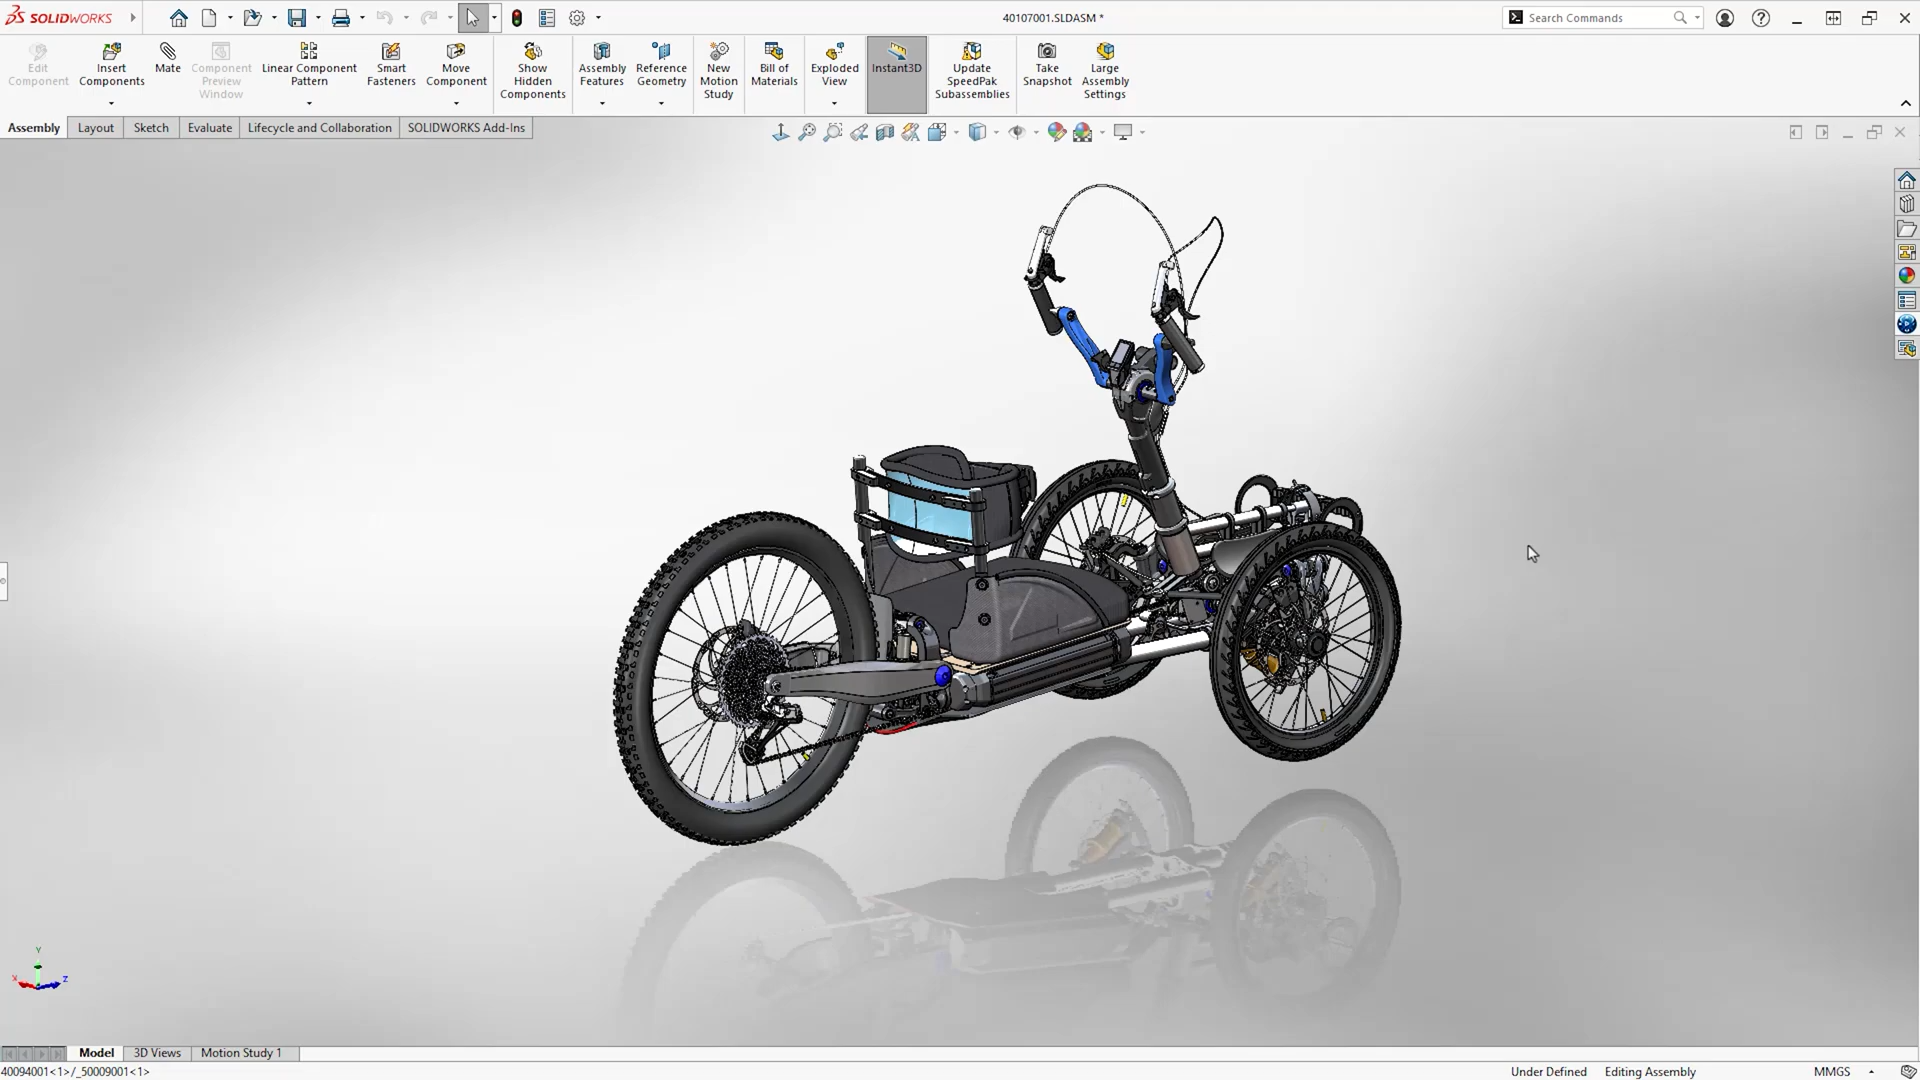 SOLIDWORKS
40107001.SLDASM *
Search Commands
Edit
Component
Insert
Components
Mate
Component
Preview
Window
Linear Component
Pattern
Smart
Fasteners
Move
Component
Show
Hidden
Components
Assembly
Features
Reference
Geometry
New
Motion
Study
Bill of
Materials
Exploded
View
Instant3D
Update
SpeedPak
Subassemblies
Take
Snapshot
Large
Assembly
Settings
Assembly Layout Sketch Evaluate Lifecycle and Collaboration SOLIDWORKS Add-Ins
Y
X Z
Model 3D Views Motion Study 1
40094001<1>/_50009001<1> Under Defined Editing Assembly MMGS